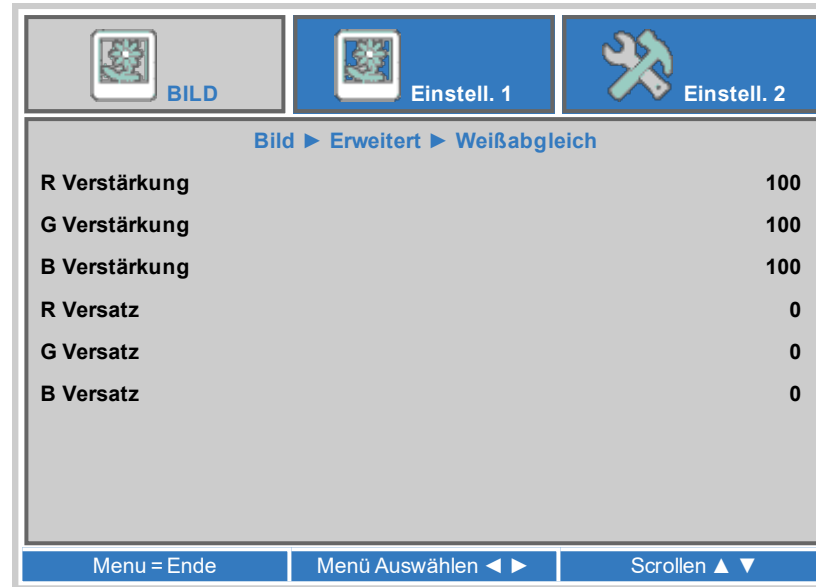 BILD
Einstell. 1
Einstell. 2
Bild ► Erweitert ► Weißabgleich
R Verstärkung 100
G Verstärkung 100
B Verstärkung 100
R Versatz 0
G Versatz 0
B Versatz 0
Menu = Ende
Menü Auswählen ◄ ►
Scrollen ▲ ▼